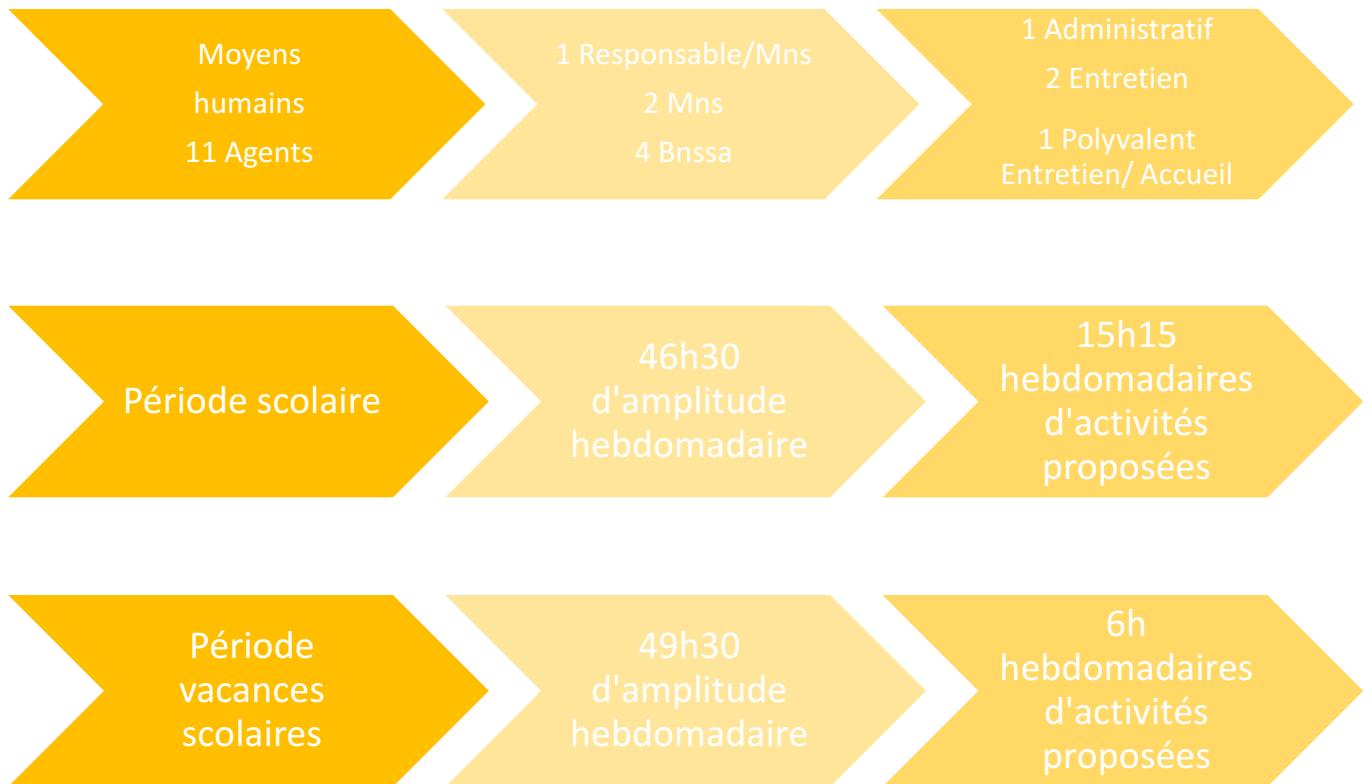 Moyens
humains
11 Agents
1 Responsable/Mns
2 Mns
4 Bnssa
1 Administratif
2 Entretien
1 Polyvalent
Entretien/ Accueil
Période scolaire
46h30
d'amplitude
hebdomadaire
15h15
hebdomadaires
d'activités
proposées
Période
vacances
scolaires
49h30
d'amplitude
hebdomadaire
6h
hebdomadaires
d'activités
proposées